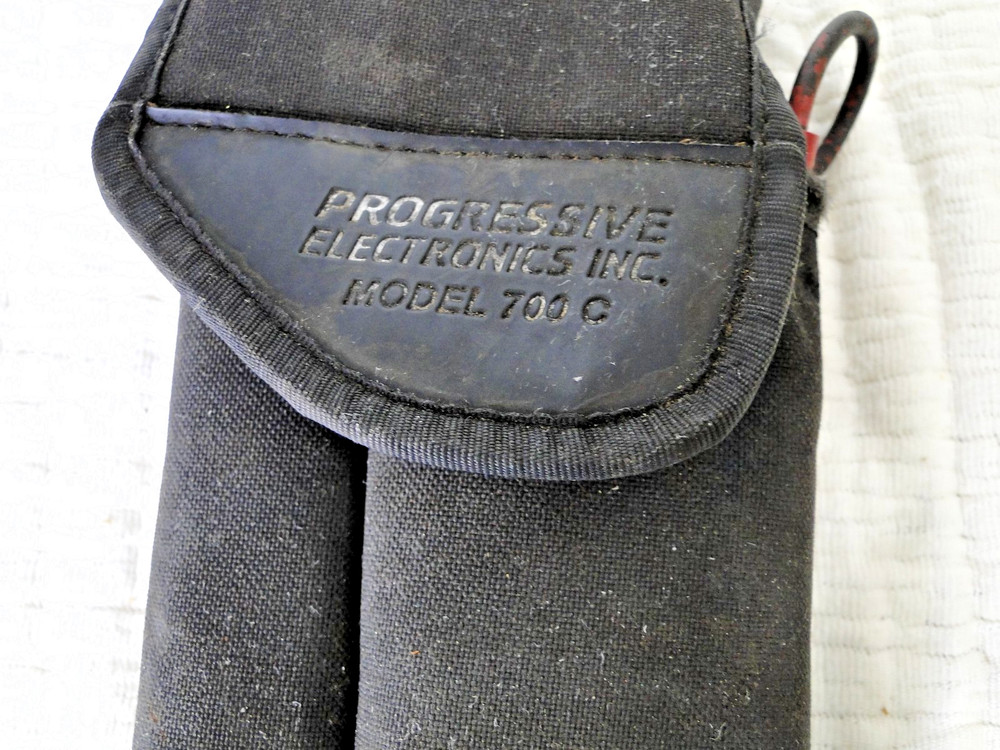 PROGRESSIVE
ELECTRONICS INC.
MODEL 700 C